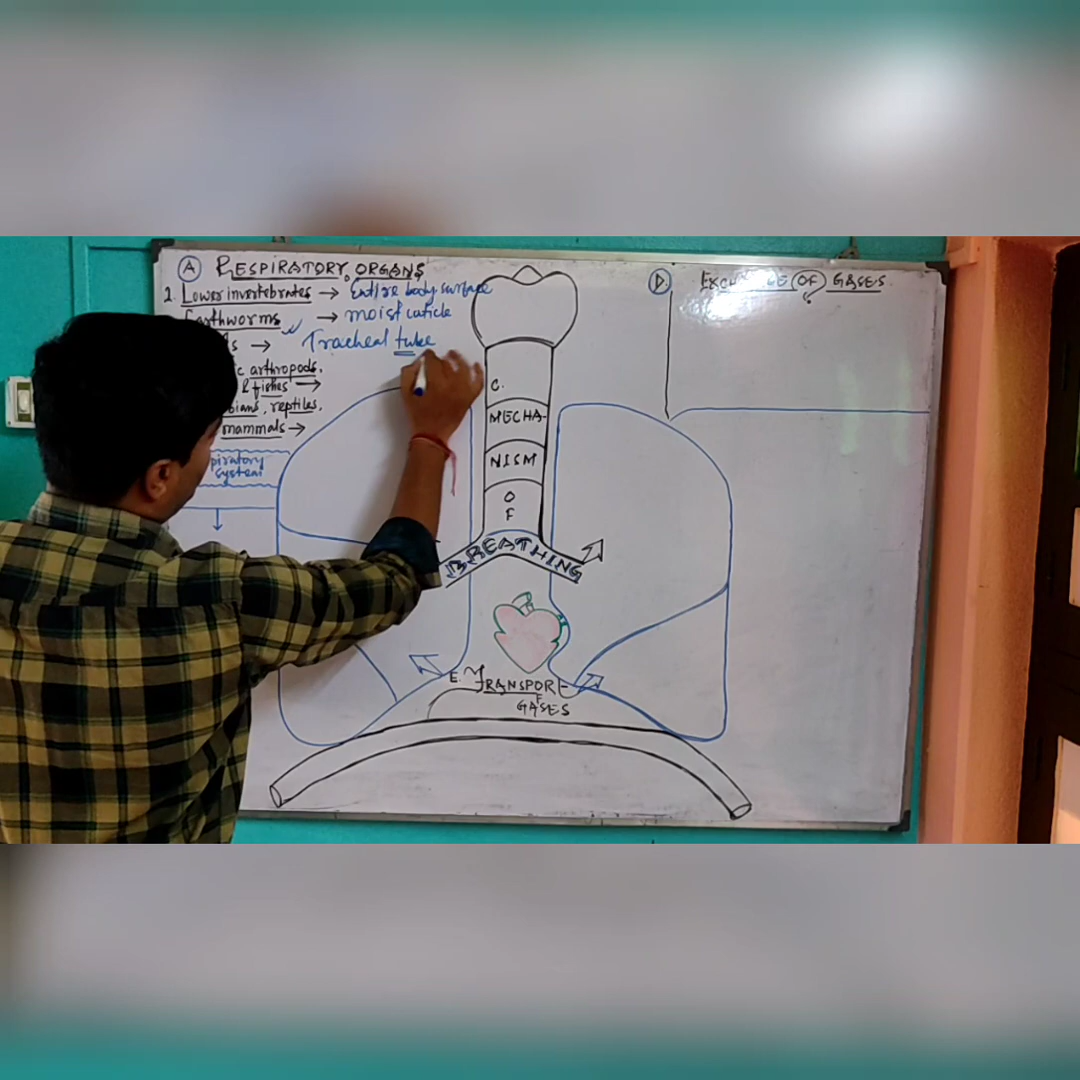 A RESPIRATORY ORGANS
1. Lower invertebrates → Entire body surface
Earthworms → moist cuticle
→ Tracheal tube
arthropods,
& fishes →
reptiles,
mammals →
system
C.
MECHA-
NISM
OF
BREATHING
E. TRANSPORT
OF
GASES
D. EXCHANGE OF GASES